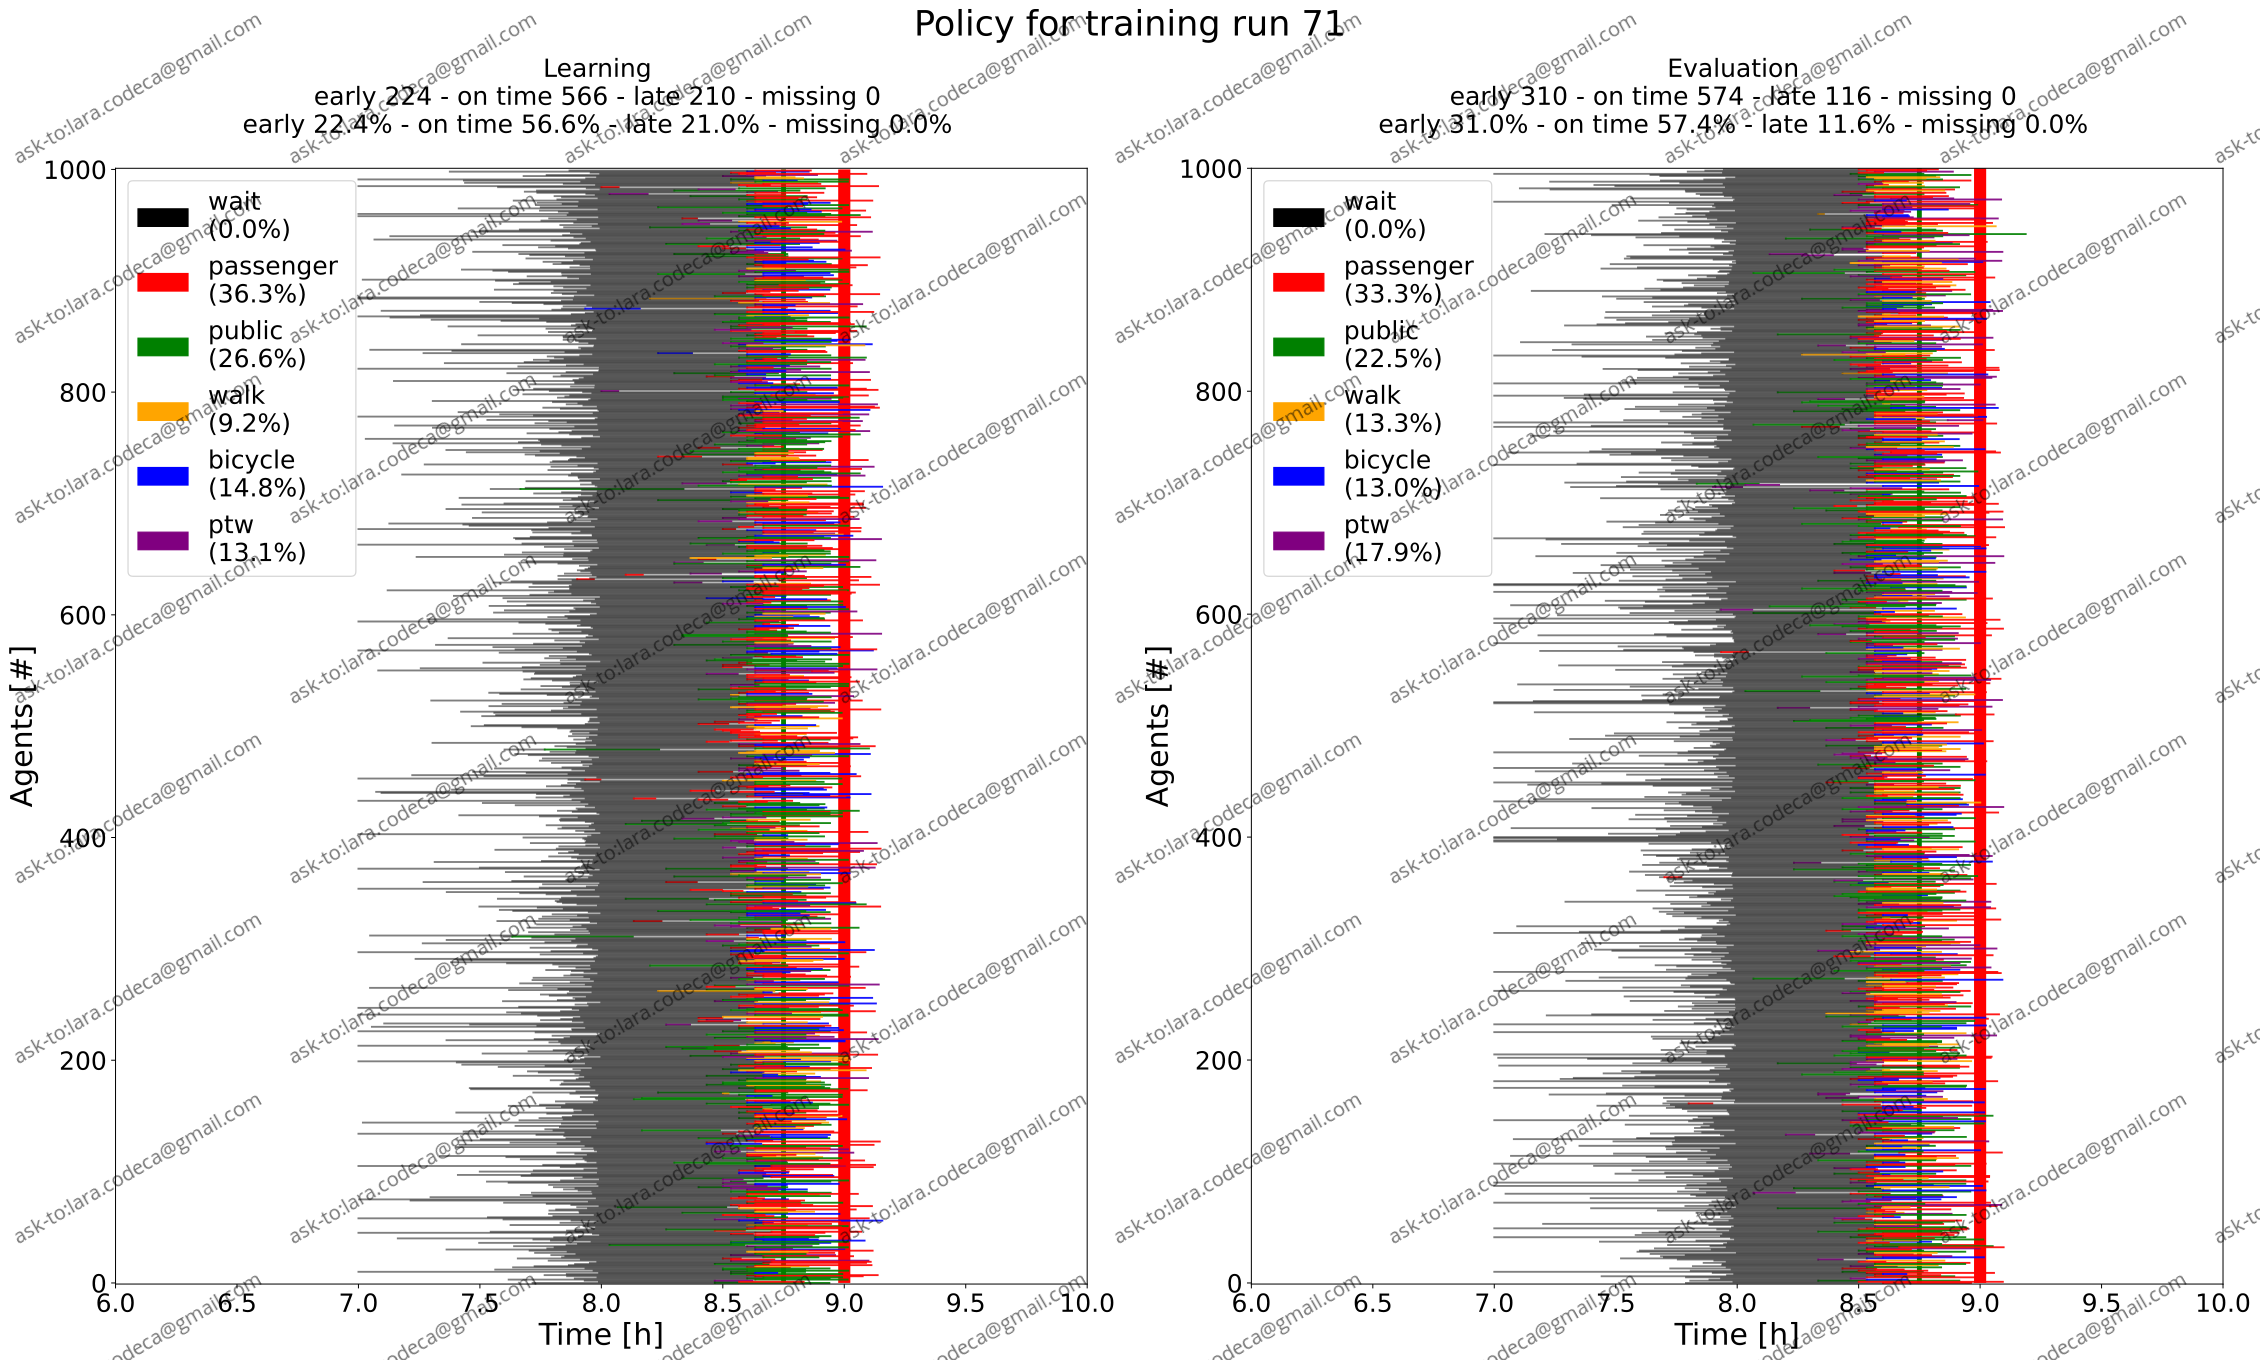 Policy for training run 71
Learning
early 224 - on time 566 - late 210 - missing 0
early 22.4% - on time 56.6% - late 21.0% - missing 0.0%
1000
800
600
400
200
0
Agents [#]
wait
(0.0%)
passenger
(36.3%)
public
(26.6%)
walk
(9.2%)
bicycle
(14.8%)
ptw
(13.1%)
6.0 6.5 7.0 7.5 8.0 8.5 9.0 9.5 10.0
Time [h]
Evaluation
early 310 - on time 574 - late 116 - missing 0
early 31.0% - on time 57.4% - late 11.6% - missing 0.0%
1000
800
600
400
200
0
Agents [#]
wait
(0.0%)
passenger
(33.3%)
public
(22.5%)
walk
(13.3%)
bicycle
(13.0%)
ptw
(17.9%)
6.0 6.5 7.0 7.5 8.0 8.5 9.0 9.5 10.0
Time [h]
ask-to:lara.codeca@gmail.com